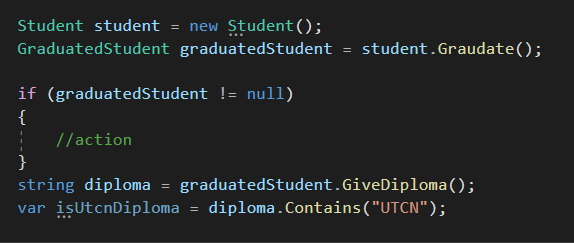 Student student = new Student();
GraduatedStudent graduatedStudent = student.Graudate();
if (graduatedStudent != null)
{
//action
}
string diploma = graduatedStudent.GiveDiploma();
var isUtcnDiploma = diploma.Contains("UTCN");